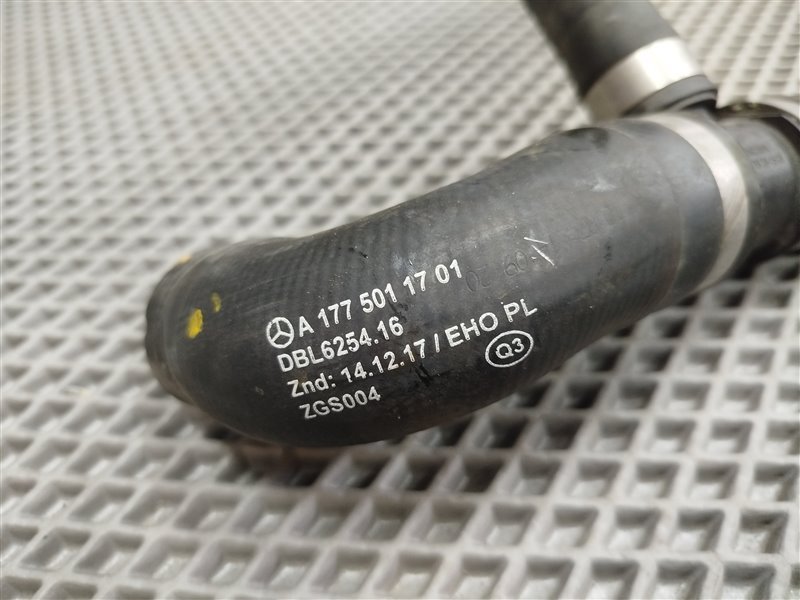 A 177 501 17 01
DBL6254.16
Znd: 14.12.17 / EHO PL
Q3
ZGS004